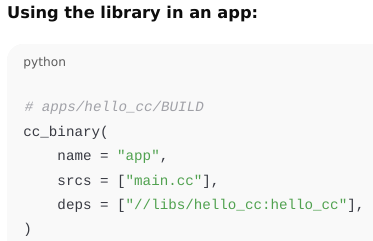 Using the library in an app:
python
# apps/hello_cc/BUILD
cc_binary(
    name = "app",
    srcs = ["main.cc"],
    deps = ["//libs/hello_cc:hello_cc"],
)